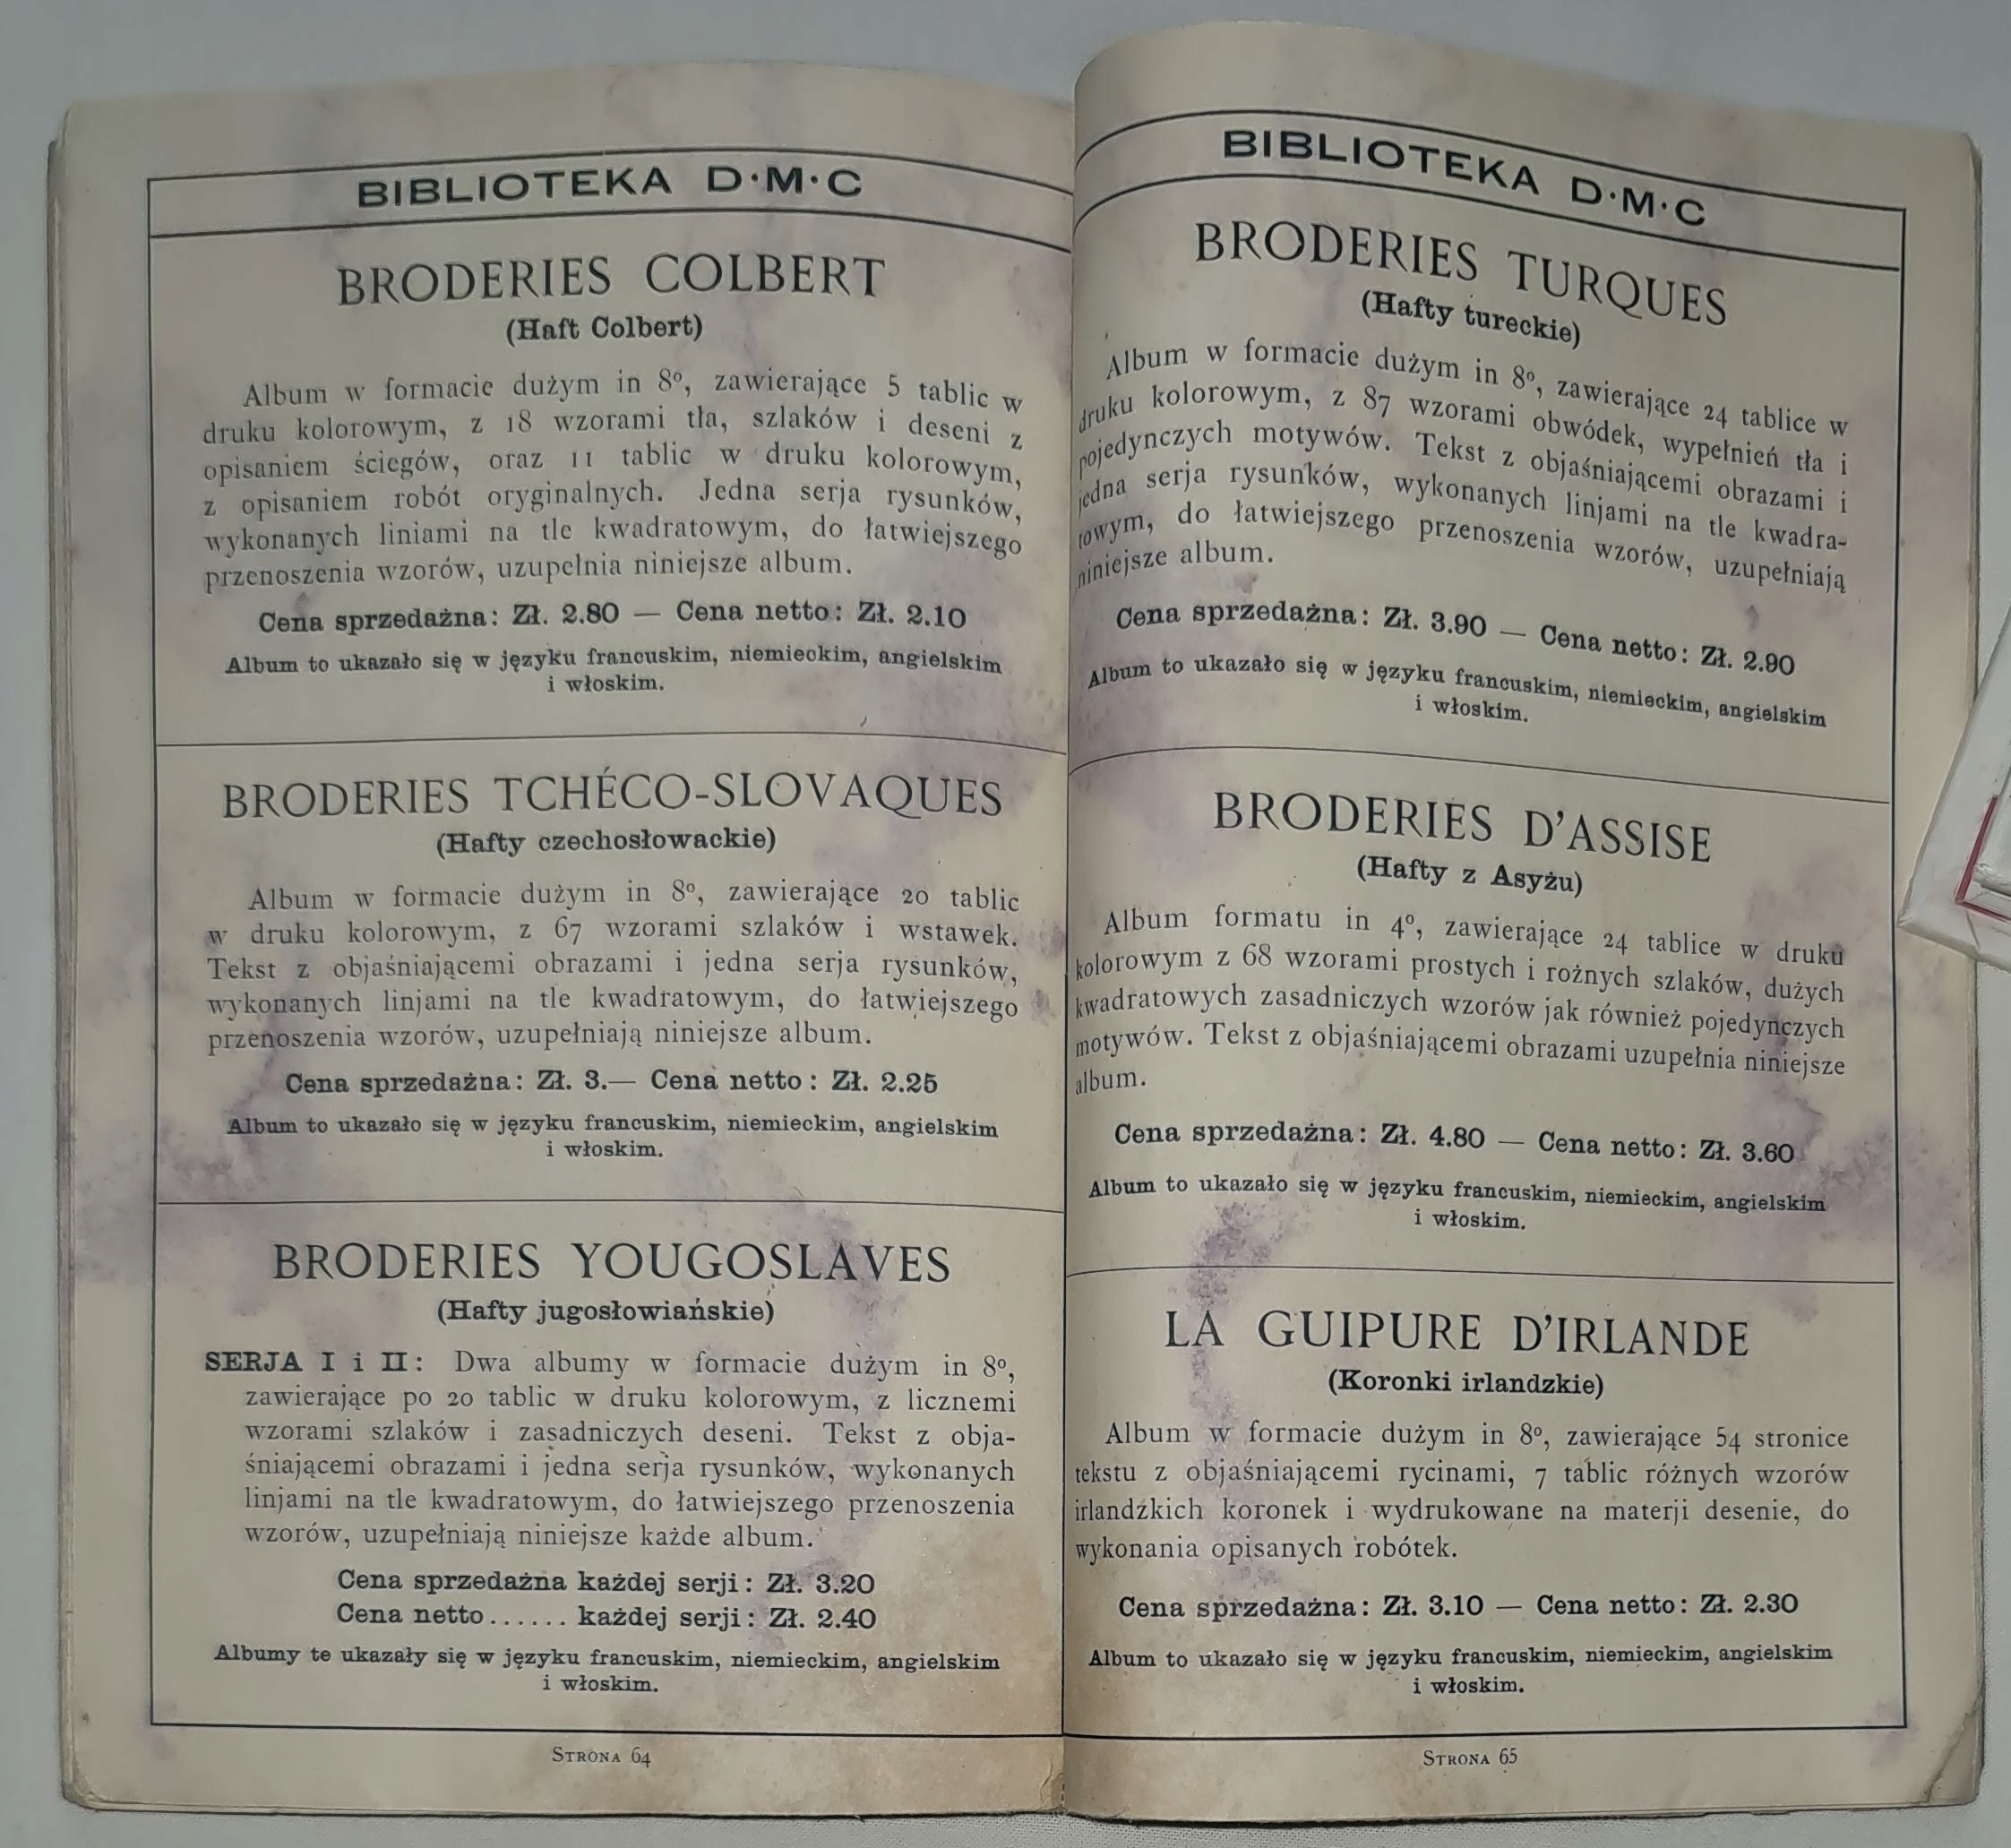 BIBLIOTEKA D·M·C
BRODERIES COLBERT
(Haft Colbert)
Album w formacie dużym in 8º, zawierające 5 tablic w
druku kolorowym, z 18 wzorami tła, szlaków i deseni z
opisaniem ściegów, oraz 11 tablic w druku kolorowym,
z opisaniem robót oryginalnych. Jedna serja rysunków,
wykonanych liniami na tle kwadratowym, do łatwiejszego
przenoszenia wzorów, uzupelnia niniejsze album.
Cena sprzedażna: Zł. 2.80 — Cena netto: Zł. 2.10
Album to ukazało się w języku francuskim, niemieckim, angielskim
i włoskim.
BRODERIES TCHÉCO-SLOVAQUES
(Hafty czechosłowackie)
Album w formacie dużym in 8º, zawierające 20 tablic
w druku kolorowym, z 67 wzorami szlaków i wstawek.
Tekst z objaśniającemi obrazami i jedna serja rysunków,
wykonanych linjami na tle kwadratowym, do łatwiejszego
przenoszenia wzorów, uzupełniają niniejsze album.
Cena sprzedażna: Zł. 3.— Cena netto: Zł. 2.25
Album to ukazało się w języku francuskim, niemieckim, angielskim
i włoskim.
BRODERIES YOUGOSLAVES
(Hafty jugosłowiańskie)
SERJA I i II: Dwa albumy w formacie dużym in 8º,
zawierające po 20 tablic w druku kolorowym, z licznemi
wzorami szlaków i zasadniczych deseni. Tekst z obja-
śniającemi obrazami i jedna serja rysunków, wykonanych
linjami na tle kwadratowym, do łatwiejszego przenoszenia
wzorów, uzupełniają niniejsze każde album.
Cena sprzedażna każdej serji: Zł. 3.20
Cena netto...... każdej serji: Zł. 2.40
Albumy te ukazały się w języku francuskim, niemieckim, angielskim
i włoskim.
STRONA 64
BIBLIOTEKA D·M·C
BRODERIES TURQUES
(Hafty tureckie)
Album w formacie dużym in 8º, zawierające 24 tablice w
druku kolorowym, z 87 wzorami obwódek, wypełnień tła i
pojedynczych motywów. Tekst z objaśniającemi obrazami i
jedna serja rysunków, wykonanych linjami na tle kwadra-
towym, do łatwiejszego przenoszenia wzorów, uzupełniają
niniejsze album.
Cena sprzedażna: Zł. 3.90 — Cena netto: Zł. 2.90
Album to ukazało się w języku francuskim, niemieckim, angielskim
i włoskim.
BRODERIES D'ASSISE
(Hafty z Asyżu)
Album formatu in 4º, zawierające 24 tablice w druku
kolorowym z 68 wzorami prostych i rożnych szlaków, dużych
kwadratowych zasadniczych wzorów jak również pojedynczych
motywów. Tekst z objaśniającemi obrazami uzupełnia niniejsze
album.
Cena sprzedażna: Zł. 4.80 — Cena netto: Zł. 3.60
Album to ukazało się w języku francuskim, niemieckim, angielskim
i włoskim.
LA GUIPURE D'IRLANDE
(Koronki irlandzkie)
Album w formacie dużym in 8º, zawierające 54 stronice
tekstu z objaśniającemi rycinami, 7 tablic różnych wzorów
irlandzkich koronek i wydrukowane na materji desenie, do
wykonania opisanych robótek.
Cena sprzedażna: Zł. 3.10 — Cena netto: Zł. 2.30
Album to ukazało się w języku francuskim, niemieckim, angielskim
i włoskim.
STRONA 65